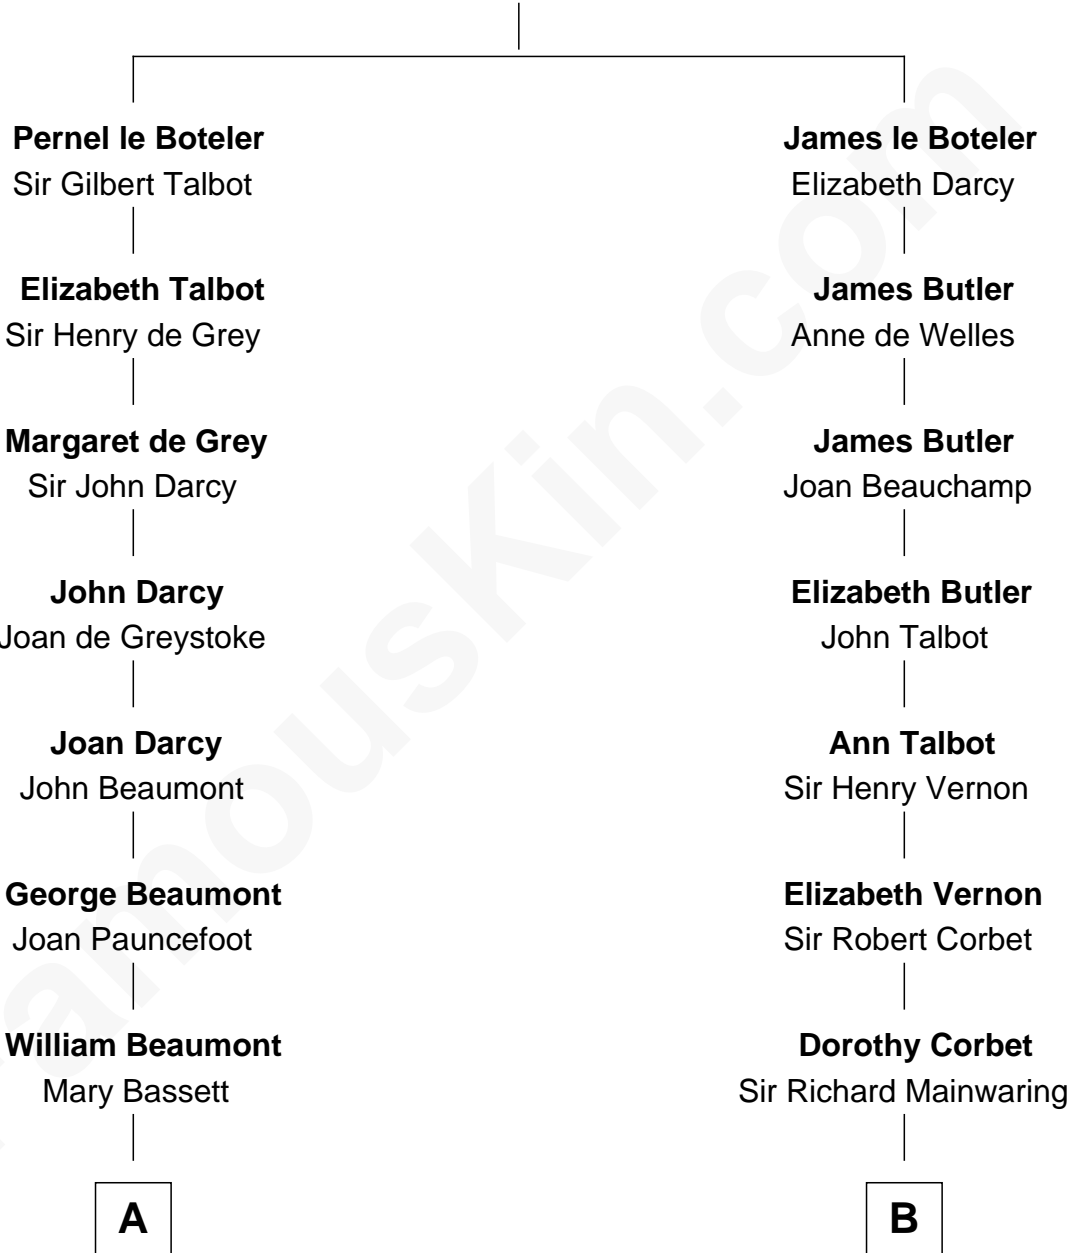 Pernel le Boteler
Sir Gilbert Talbot
Elizabeth Talbot
Sir Henry de Grey
Margaret de Grey
Sir John Darcy
John Darcy
Joan de Greystoke
Joan Darcy
John Beaumont
George Beaumont
Joan Pauncefoot
William Beaumont
Mary Bassett
A
James le Boteler
Elizabeth Darcy
James Butler
Anne de Welles
James Butler
Joan Beauchamp
Elizabeth Butler
John Talbot
Ann Talbot
Sir Henry Vernon
Elizabeth Vernon
Sir Robert Corbet
Dorothy Corbet
Sir Richard Mainwaring
B
FamousKin.com